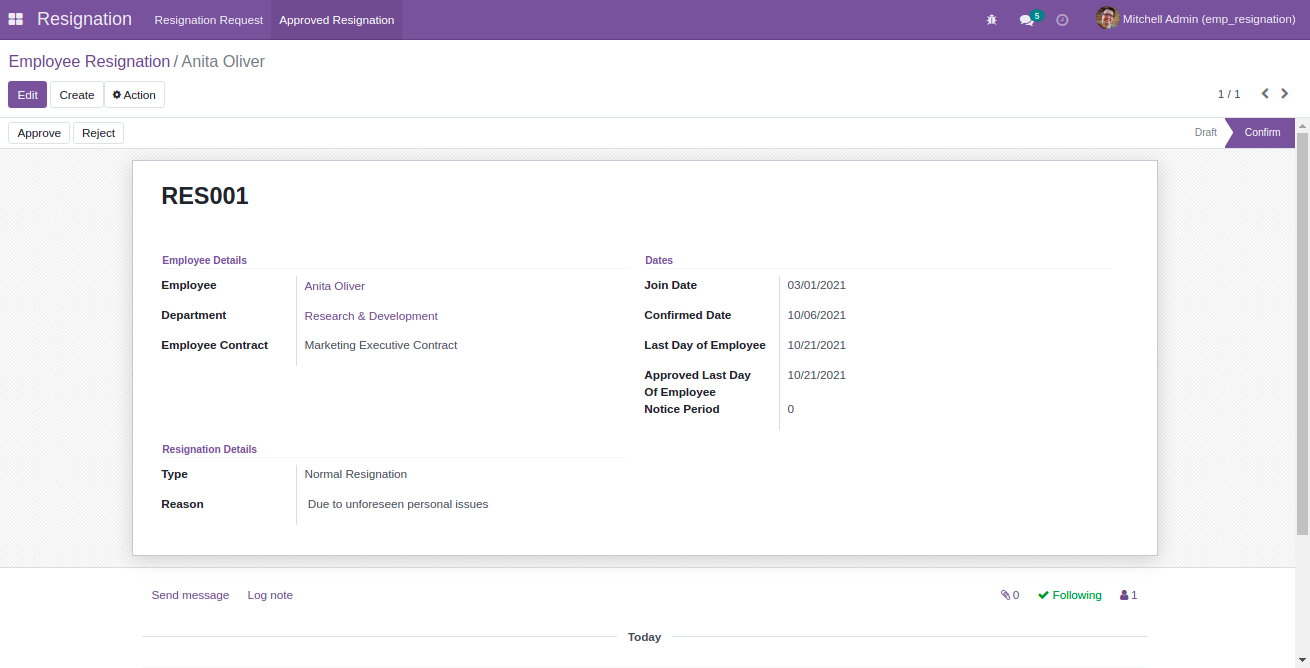 Resignation Resignation Request Approved Resignation 5 Mitchell Admin (emp_resignation)
Employee Resignation / Anita Oliver
Edit Create Action 1 / 1
Approve Reject Draft Confirm
RES001
Employee Details Dates
Employee Anita Oliver Join Date 03/01/2021
Department Research & Development Confirmed Date 10/06/2021
Employee Contract Marketing Executive Contract Last Day of Employee 10/21/2021
Approved Last Day 10/21/2021
Of Employee
Notice Period 0
Resignation Details
Type Normal Resignation
Reason Due to unforeseen personal issues
Send message Log note 0 Following 1
Today